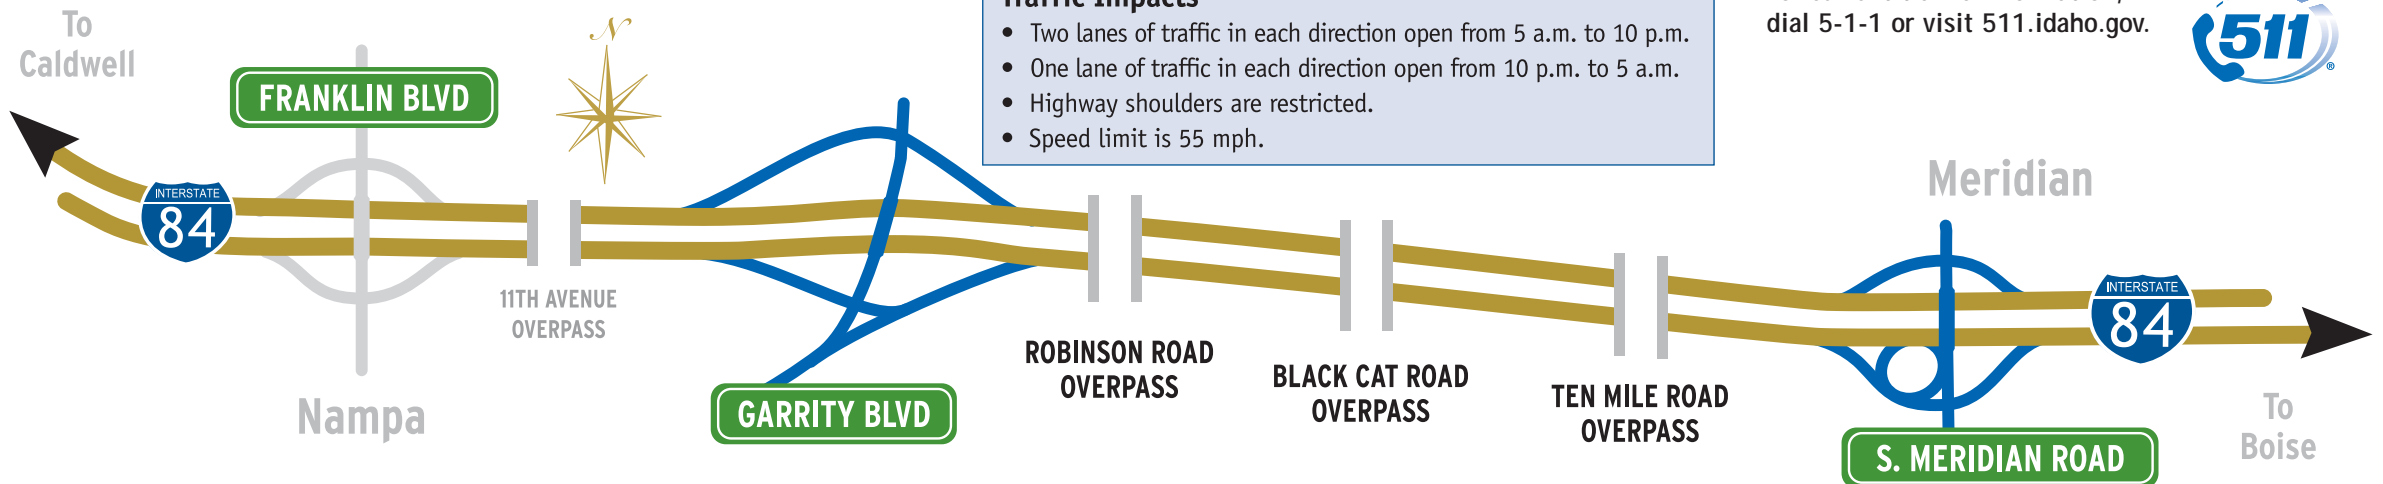 To
Caldwell
FRANKLIN BLVD
N
Traffic Impacts
• Two lanes of traffic in each direction open from 5 a.m. to 10 p.m.
• One lane of traffic in each direction open from 10 p.m. to 5 a.m.
• Highway shoulders are restricted.
• Speed limit is 55 mph.
dial 5-1-1 or visit 511.idaho.gov.
511®
INTERSTATE
84
11TH AVENUE
OVERPASS
Nampa
GARRITY BLVD
ROBINSON ROAD
OVERPASS
BLACK CAT ROAD
OVERPASS
TEN MILE ROAD
OVERPASS
Meridian
INTERSTATE
84
S. MERIDIAN ROAD
To
Boise